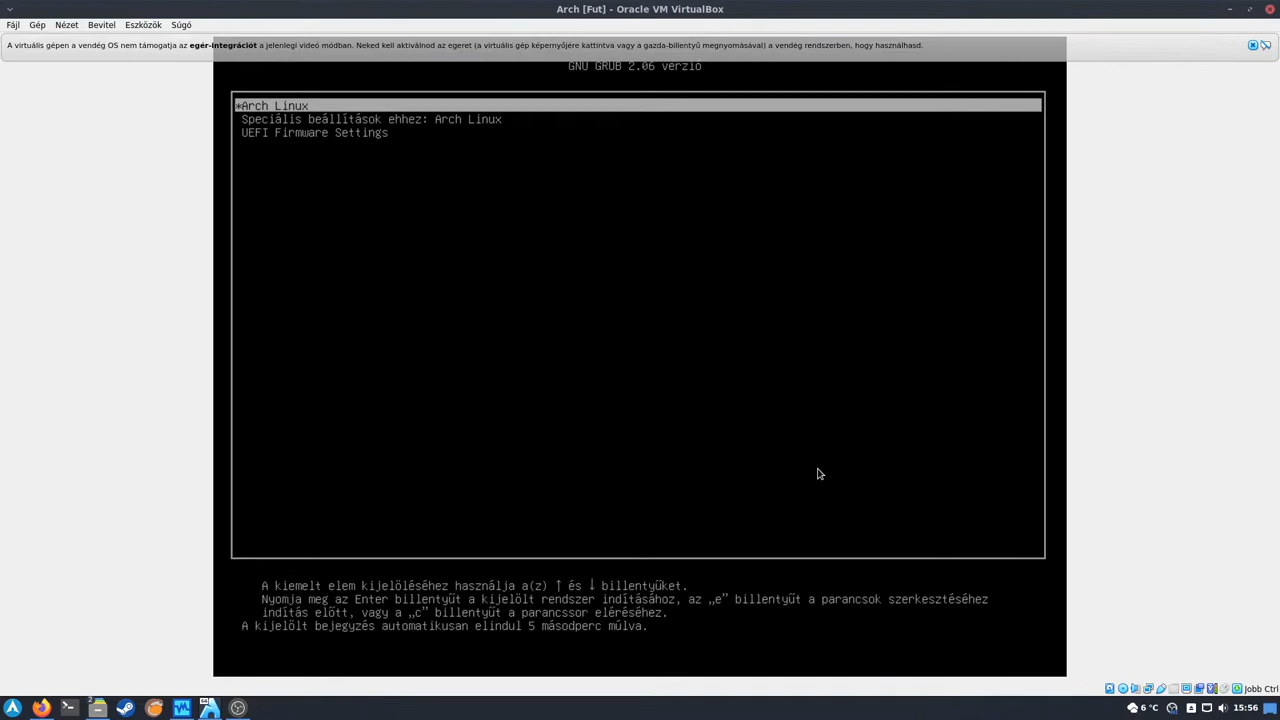 Arch [Fut] - Oracle VM VirtualBox
Fájl Gép Nézet Bevitel Eszközök Súgó
A virtuális gépen a vendég OS nem támogatja az egér-integrációt a jelenlegi videó módban. Neked kell aktiválnod az egeret (a virtuális gép képernyőjére kattintva vagy a gazda-billentyű megnyomásával) a vendég rendszerben, hogy használhasd.
GNU GRUB 2.06 verzió
*Arch Linux
Speciális beállítások ehhez: Arch Linux
UEFI Firmware Settings
A kiemelt elem kijelöléséhez használja a(z) ↑ és ↓ billentyűket.
Nyomja meg az Enter billentyűt a kijelölt rendszer indításához, az „e” billentyűt a parancsok szerkesztéséhez
indítás előtt, vagy a „c” billentyűt a parancssor eléréséhez.
A kijelölt bejegyzés automatikusan elindul 5 másodperc múlva.
Jobb Ctrl
2 64 6 °C 15:56